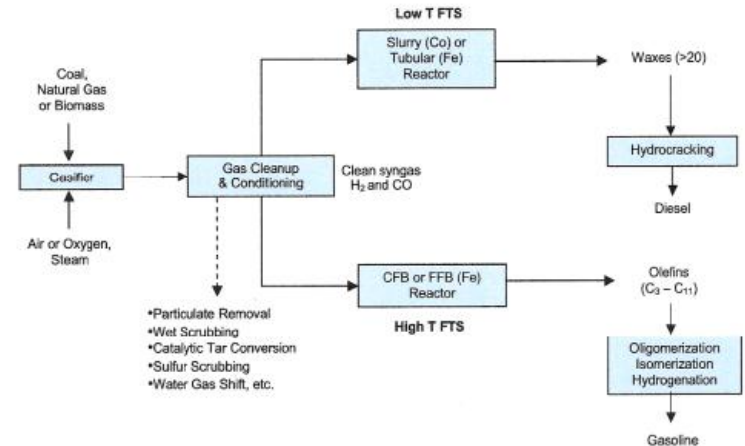 Low T FTS
Slurry (Co) or
Tubular (Fe)
Reactor
Waxes (>20)
Coal,
Natural Gas
or Biomass
Hydrocracking
Gasifier
Gas Cleanup
& Conditioning
Clean syngas
H₂ and CO
Diesel
Air or Oxygen,
Steam
CFB or FFB (Fe)
Reactor
High T FTS
Olefins
(C₃ – C₁₁)
•Particulate Removal
•Wet Scrubbing
•Catalytic Tar Conversion
•Sulfur Scrubbing
•Water Gas Shift, etc.
Oligomerization
Isomerization
Hydrogenation
Gasoline